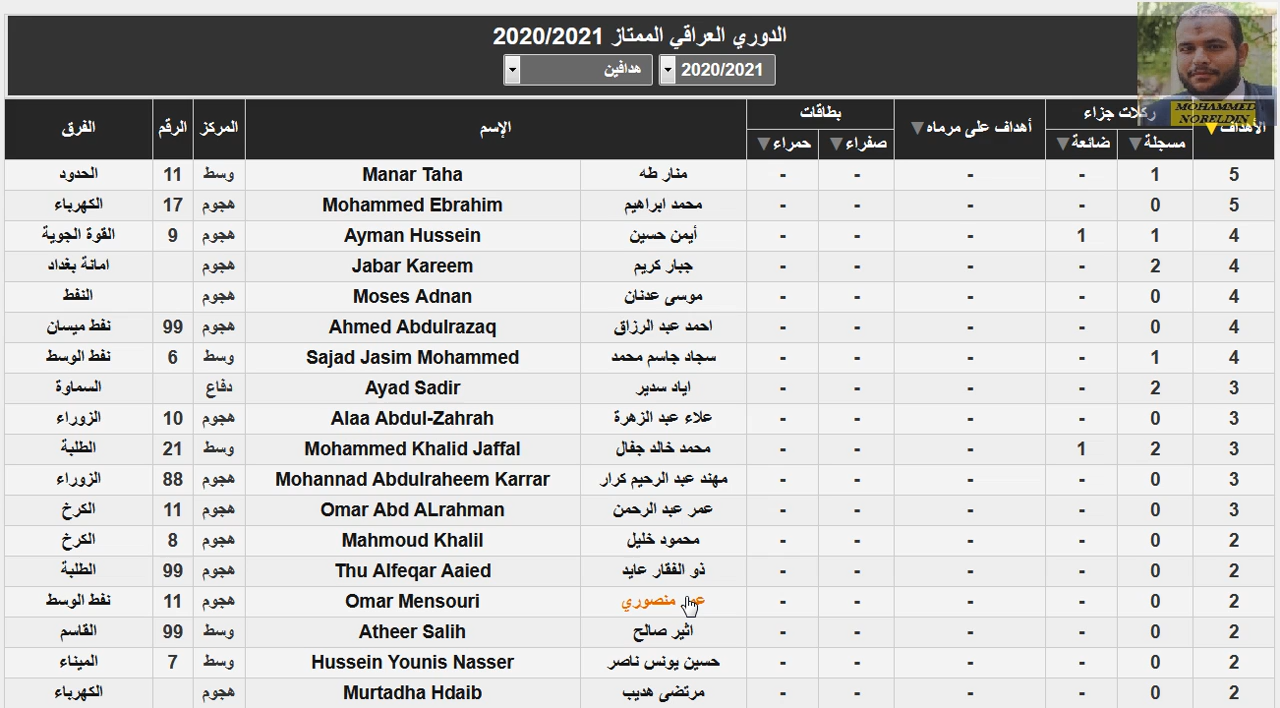 الدوري العراقي الممتاز 2020/2021
2020/2021 هدافين
MOHAMMED
NORELDIN
الأهداف ركلات جزاء أهداف على مرماه بطاقات الإسم المركز الرقم الفرق
مسجلة ضائعة صفراء حمراء
5 1 - - - - منار طه Manar Taha وسط 11 الحدود
5 0 - - - - محمد ابراهيم Mohammed Ebrahim هجوم 17 الكهرباء
4 1 1 - - - أيمن حسين Ayman Hussein هجوم 9 القوة الجوية
4 2 - - - - جبار كريم Jabar Kareem هجوم امانة بغداد
4 0 - - - - موسى عدنان Moses Adnan هجوم النفط
4 0 - - - - احمد عبد الرزاق Ahmed Abdulrazaq هجوم 99 نفط ميسان
4 1 - - - - سجاد جاسم محمد Sajad Jasim Mohammed وسط 6 نفط الوسط
3 2 - - - - اياد سدير Ayad Sadir دفاع السماوة
3 0 - - - - علاء عبد الزهرة Alaa Abdul-Zahrah هجوم 10 الزوراء
3 2 1 - - - محمد خالد جفال Mohammed Khalid Jaffal وسط 21 الطلبة
3 0 - - - - مهند عبد الرحيم كرار Mohannad Abdulraheem Karrar هجوم 88 الزوراء
3 0 - - - - عمر عبد الرحمن Omar Abd ALrahman هجوم 11 الكرخ
2 0 - - - - محمود خليل Mahmoud Khalil هجوم 8 الكرخ
2 0 - - - - ذو الفقار عايد Thu Alfeqar Aaied هجوم 99 الطلبة
2 0 - - - - منصوري Omar Mensouri هجوم 11 نفط الوسط
2 0 - - - - اثير صالح Atheer Salih وسط 99 القاسم
2 0 - - - - حسين يونس ناصر Hussein Younis Nasser وسط 7 الميناء
2 0 - - - - مرتضى هديب Murtadha Hdaib هجوم الكهرباء